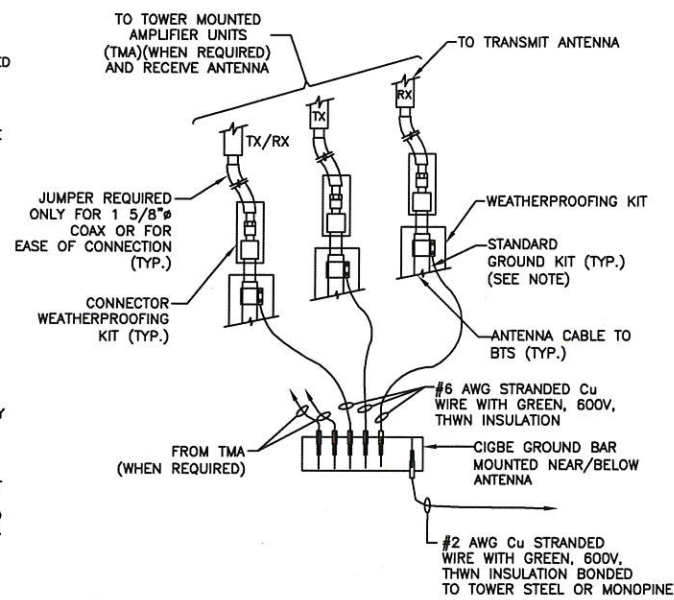 TO TOWER MOUNTED
AMPLIFIER UNITS
(TMA)(WHEN REQUIRED)
AND RECEIVE ANTENNA
TO TRANSMIT ANTENNA
RX
TX
TX/RX
JUMPER REQUIRED
ONLY FOR 1 5/8"ø
COAX OR FOR
EASE OF CONNECTION
(TYP.)
WEATHERPROOFING KIT
STANDARD
GROUND KIT (TYP.)
(SEE NOTE)
CONNECTOR
WEATHERPROOFING
KIT (TYP.)
ANTENNA CABLE TO
BTS (TYP.)
#6 AWG STRANDED Cu
WIRE WITH GREEN, 600V,
THWN INSULATION
FROM TMA
(WHEN REQUIRED)
CIGBE GROUND BAR
MOUNTED NEAR/BELOW
ANTENNA
#2 AWG Cu STRANDED
WIRE WITH GREEN, 600V,
THWN INSULATION BONDED
TO TOWER STEEL OR MONOPINE